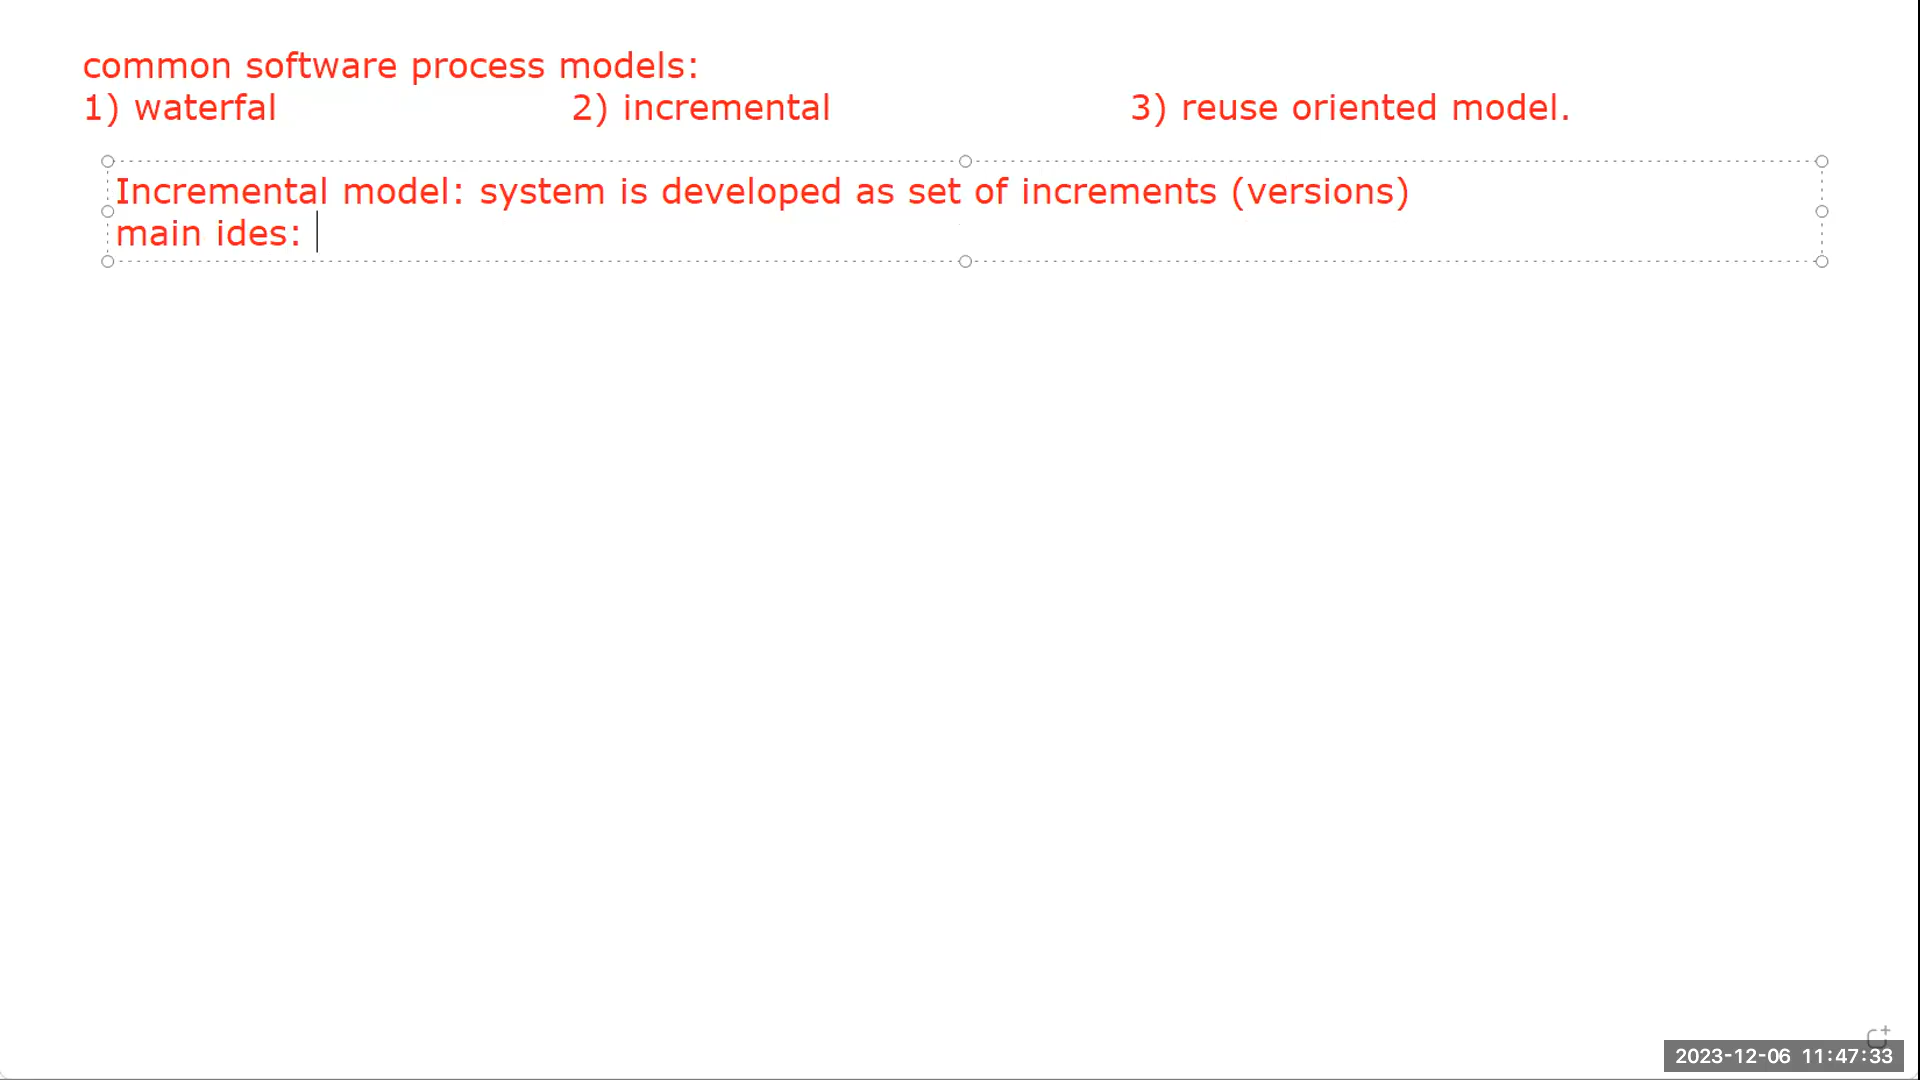 common software process models:
1) waterfal 2) incremental 3) reuse oriented model.
Incremental model: system is developed as set of increments (versions)
main ides:
2023-12-06 11:47:33